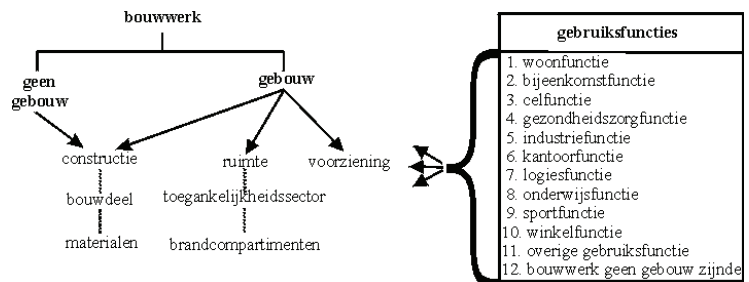 bouwwerk
geen
gebouw
gebouw
constructie
ruimte
voorziening
bouwdeel
toegankelijkheidssector
materialen
brandcompartimenten
gebruiksfuncties
1. woonfunctie
2. bijeenkomstfunctie
3. celfunctie
4. gezondheidszorgfunctie
5. industriefunctie
6. kantoorfunctie
7. logiesfunctie
8. onderwijsfunctie
9. sportfunctie
10. winkelfunctie
11. overige gebruiksfunctie
12. bouwwerk geen gebouw zijnde